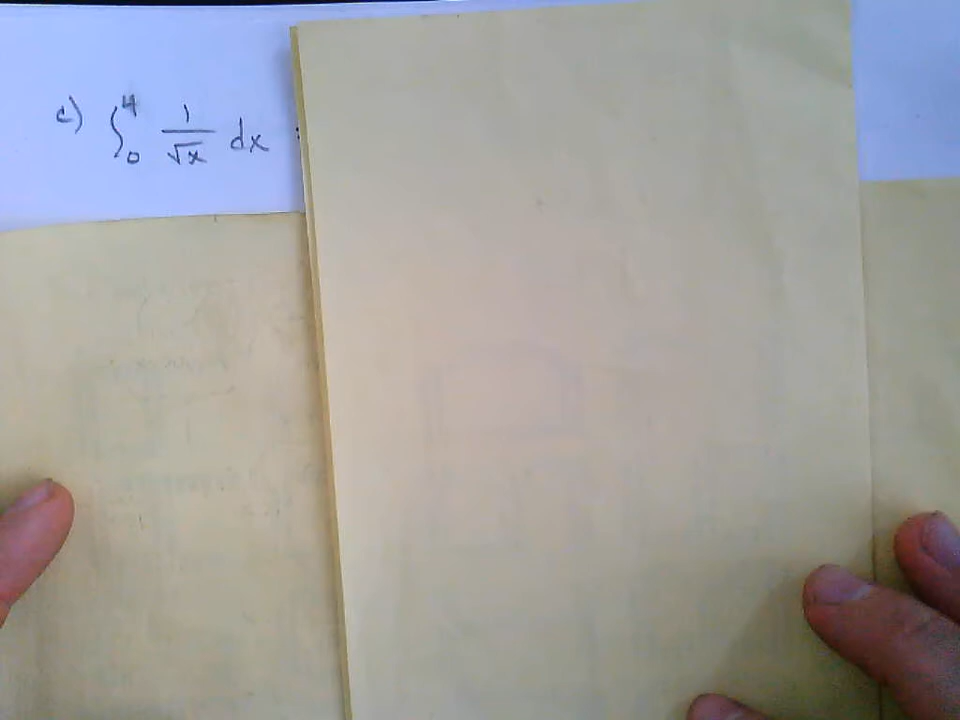 c) ∫₀⁴ 1/√x dx